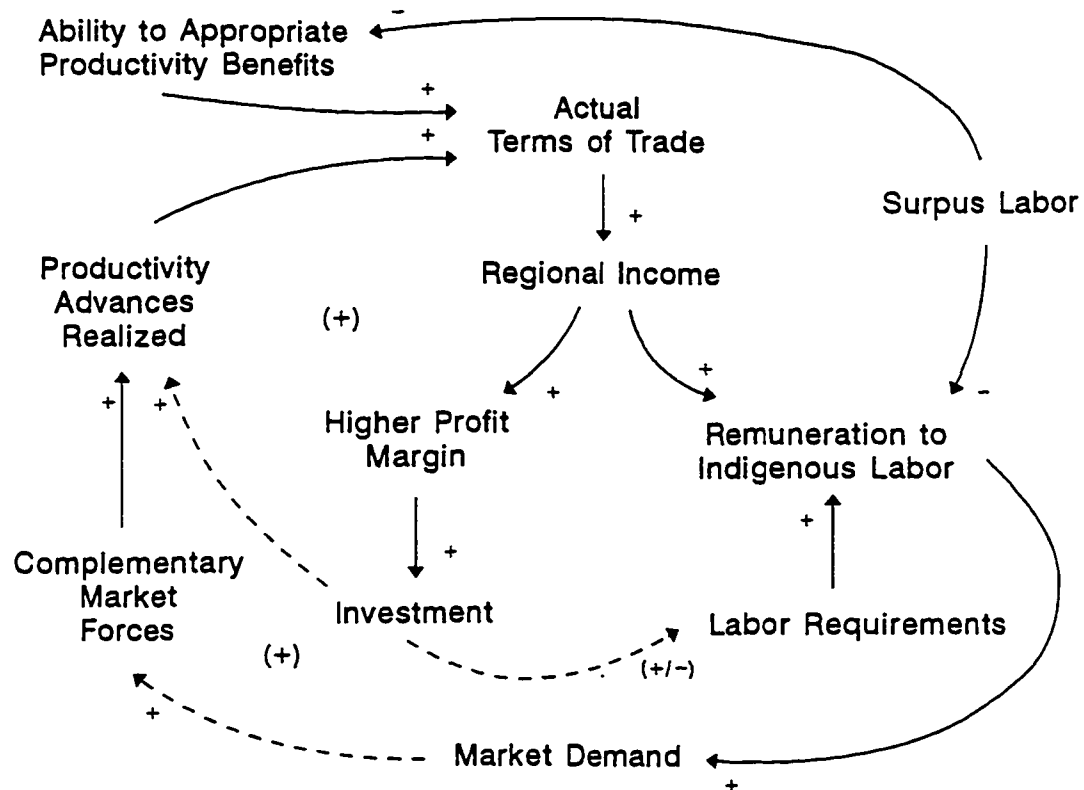 -
Ability to Appropriate
Productivity Benefits
+
+
Actual
Terms of Trade
+
Surpus Labor
Productivity
Advances
Realized
(+)
Regional Income
+
+
-
+
+
Higher Profit
Margin
Remuneration to
Indigenous Labor
+
+
Complementary
Market
Forces
Investment
Labor Requirements
(+)
(+/-)
+
Market Demand
+